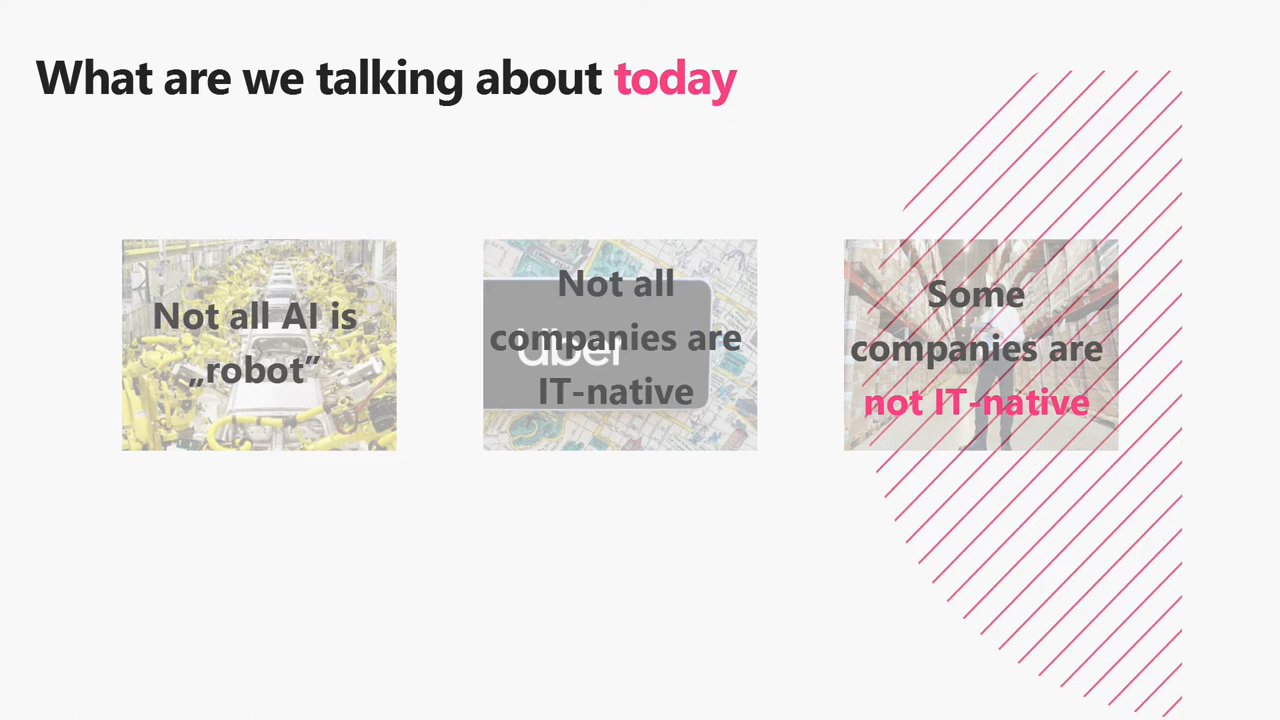 What are we talking about today
Not all AI is
„robot”
Not all
companies are
IT-native
Uber
Some
companies are
not IT-native